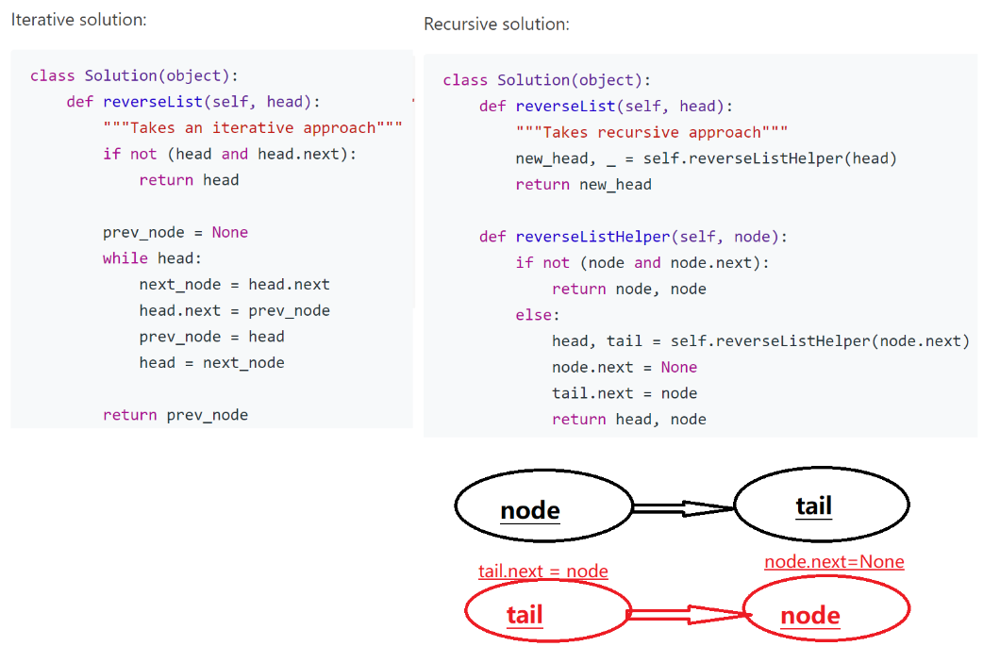 Iterative solution:
class Solution(object):
    def reverseList(self, head):
        """Takes an iterative approach"""
        if not (head and head.next):
            return head

        prev_node = None
        while head:
            next_node = head.next
            head.next = prev_node
            prev_node = head
            head = next_node

        return prev_node
Recursive solution:
class Solution(object):
    def reverseList(self, head):
        """Takes recursive approach"""
        new_head, _ = self.reverseListHelper(head)
        return new_head

    def reverseListHelper(self, node):
        if not (node and node.next):
            return node, node
        else:
            head, tail = self.reverseListHelper(node.next)
            node.next = None
            tail.next = node
            return head, node
node
tail
tail.next = node
node.next=None
tail
node